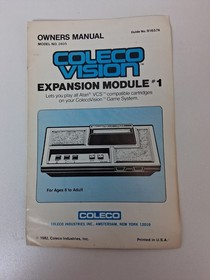 OWNERS MANUAL
MODEL NO. 2405
COLECO
VISION™
EXPANSION MODULE #1
Lets you play all Atari® VCS™ compatible cartridges
on your ColecoVision™ Game System.
For Ages 8 to Adult
COLECO
COLECO INDUSTRIES INC., AMSTERDAM, NEW YORK 12010
© 1982 Coleco Industries, Inc.
Printed in U.S.A.